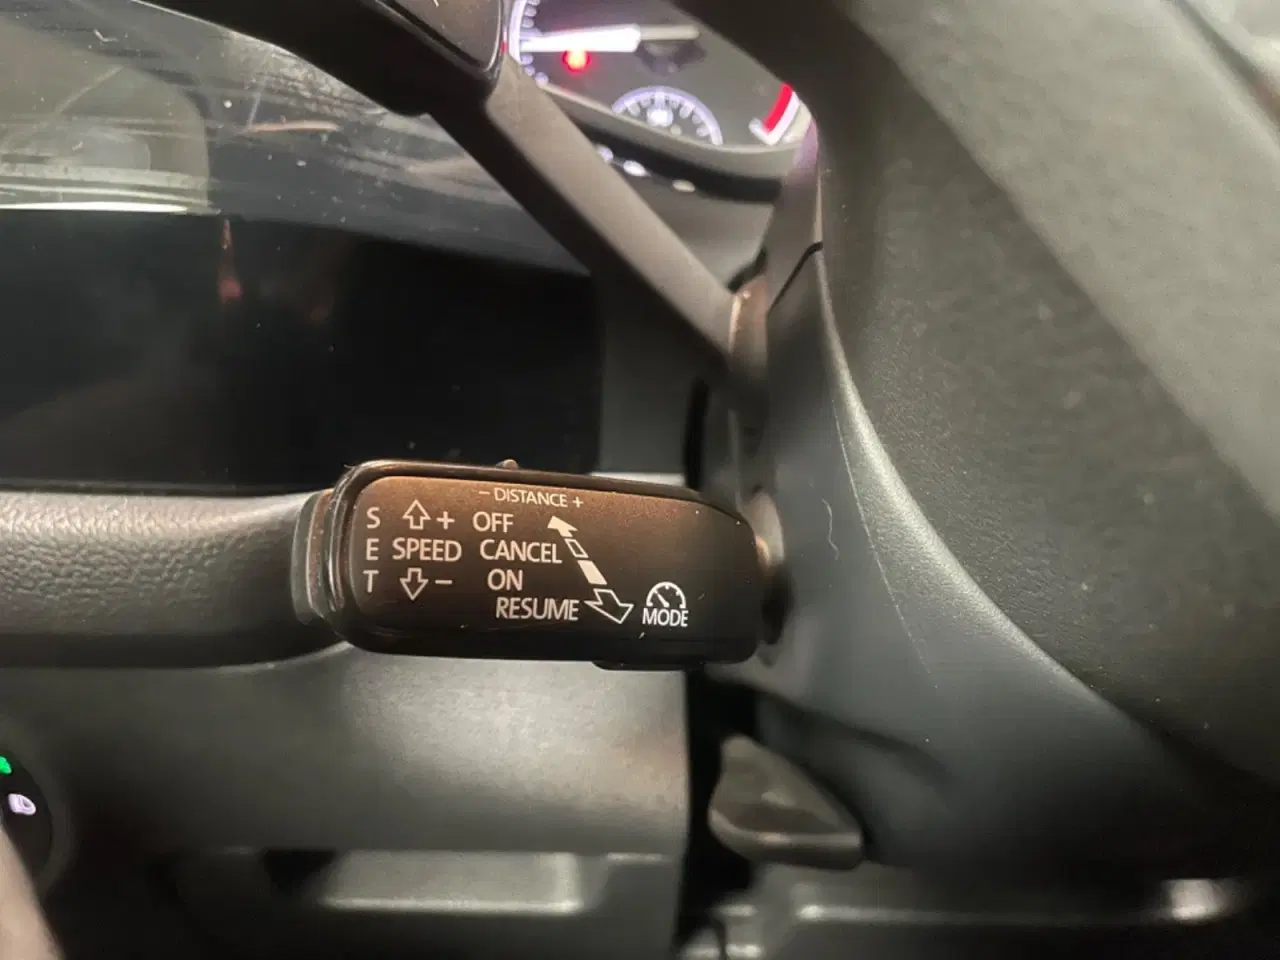 - DISTANCE +
S + OFF
E SPEED CANCEL
T - ON
RESUME
MODE